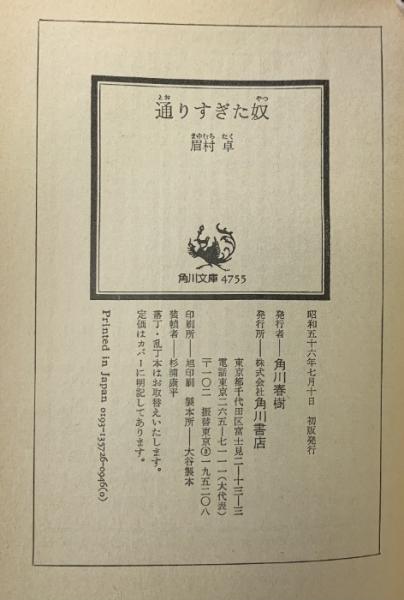 とお やつ
通りすぎた奴
まゆむら たく
眉村 卓
角川文庫 4755
昭和五十六年七月十日 初版発行
発行者――角川春樹
発行所――株式会社角川書店
東京都千代田区富士見二―十三―三
電話東京二六五―七一一一(大代表)
〒一〇二 振替東京③一九五二〇八
印刷所――旭印刷 製本所――大谷製本
装幀者――杉浦康平
落丁・乱丁本はお取替えいたします。
定価はカバーに明記してあります。
Printed in Japan 0193-135726-0946(0)